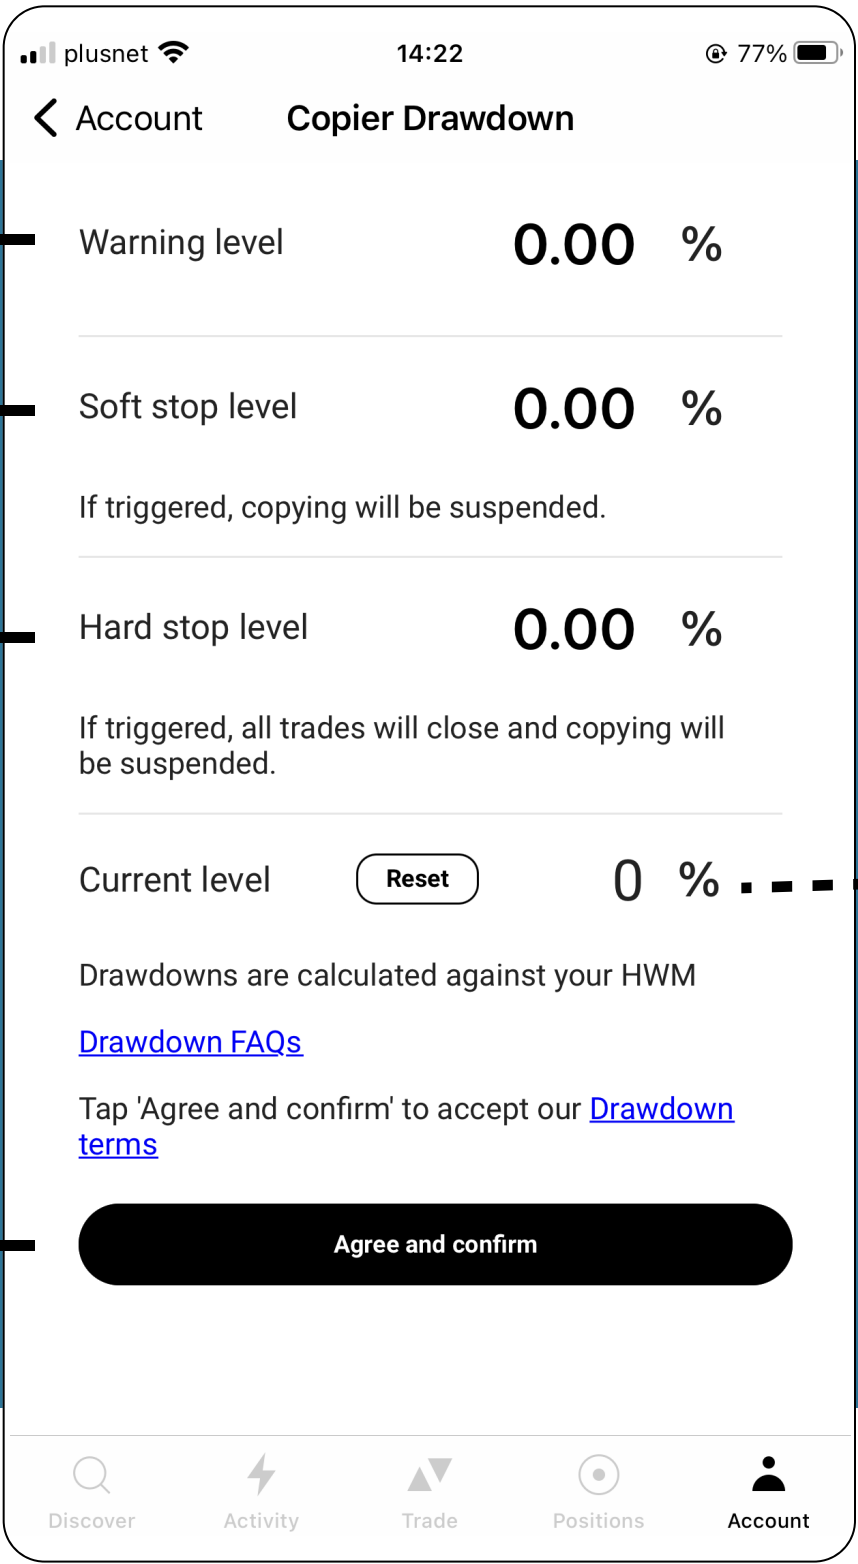 plusnet 14:22 77%
Account Copier Drawdown
Warning level 0.00 %
Soft stop level 0.00 %
If triggered, copying will be suspended.
Hard stop level 0.00 %
If triggered, all trades will close and copying will
be suspended.
Current level Reset 0 %
Drawdowns are calculated against your HWM
Drawdown FAQs
Tap 'Agree and confirm' to accept our Drawdown
terms
Agree and confirm
Discover Activity Trade Positions Account